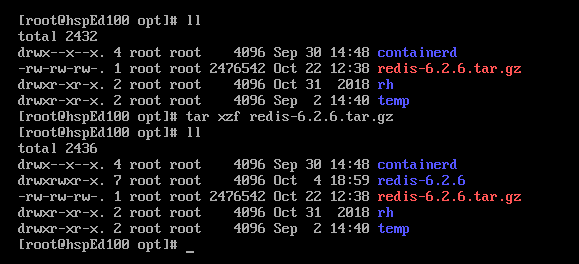 [root@hspEd100 opt]# ll
total 2432
drwx--x--x. 4 root root    4096 Sep 30 14:48 containerd
-rw-rw-rw-. 1 root root 2476542 Oct 22 12:38 redis-6.2.6.tar.gz
drwxr-xr-x. 2 root root    4096 Oct 31  2018 rh
drwxr-xr-x. 2 root root    4096 Sep  2 14:40 temp
[root@hspEd100 opt]# tar xzf redis-6.2.6.tar.gz
[root@hspEd100 opt]# ll
total 2436
drwx--x--x. 4 root root    4096 Sep 30 14:48 containerd
drwxrwxr-x. 7 root root    4096 Oct  4 18:59 redis-6.2.6
-rw-rw-rw-. 1 root root 2476542 Oct 22 12:38 redis-6.2.6.tar.gz
drwxr-xr-x. 2 root root    4096 Oct 31  2018 rh
drwxr-xr-x. 2 root root    4096 Sep  2 14:40 temp
[root@hspEd100 opt]# _